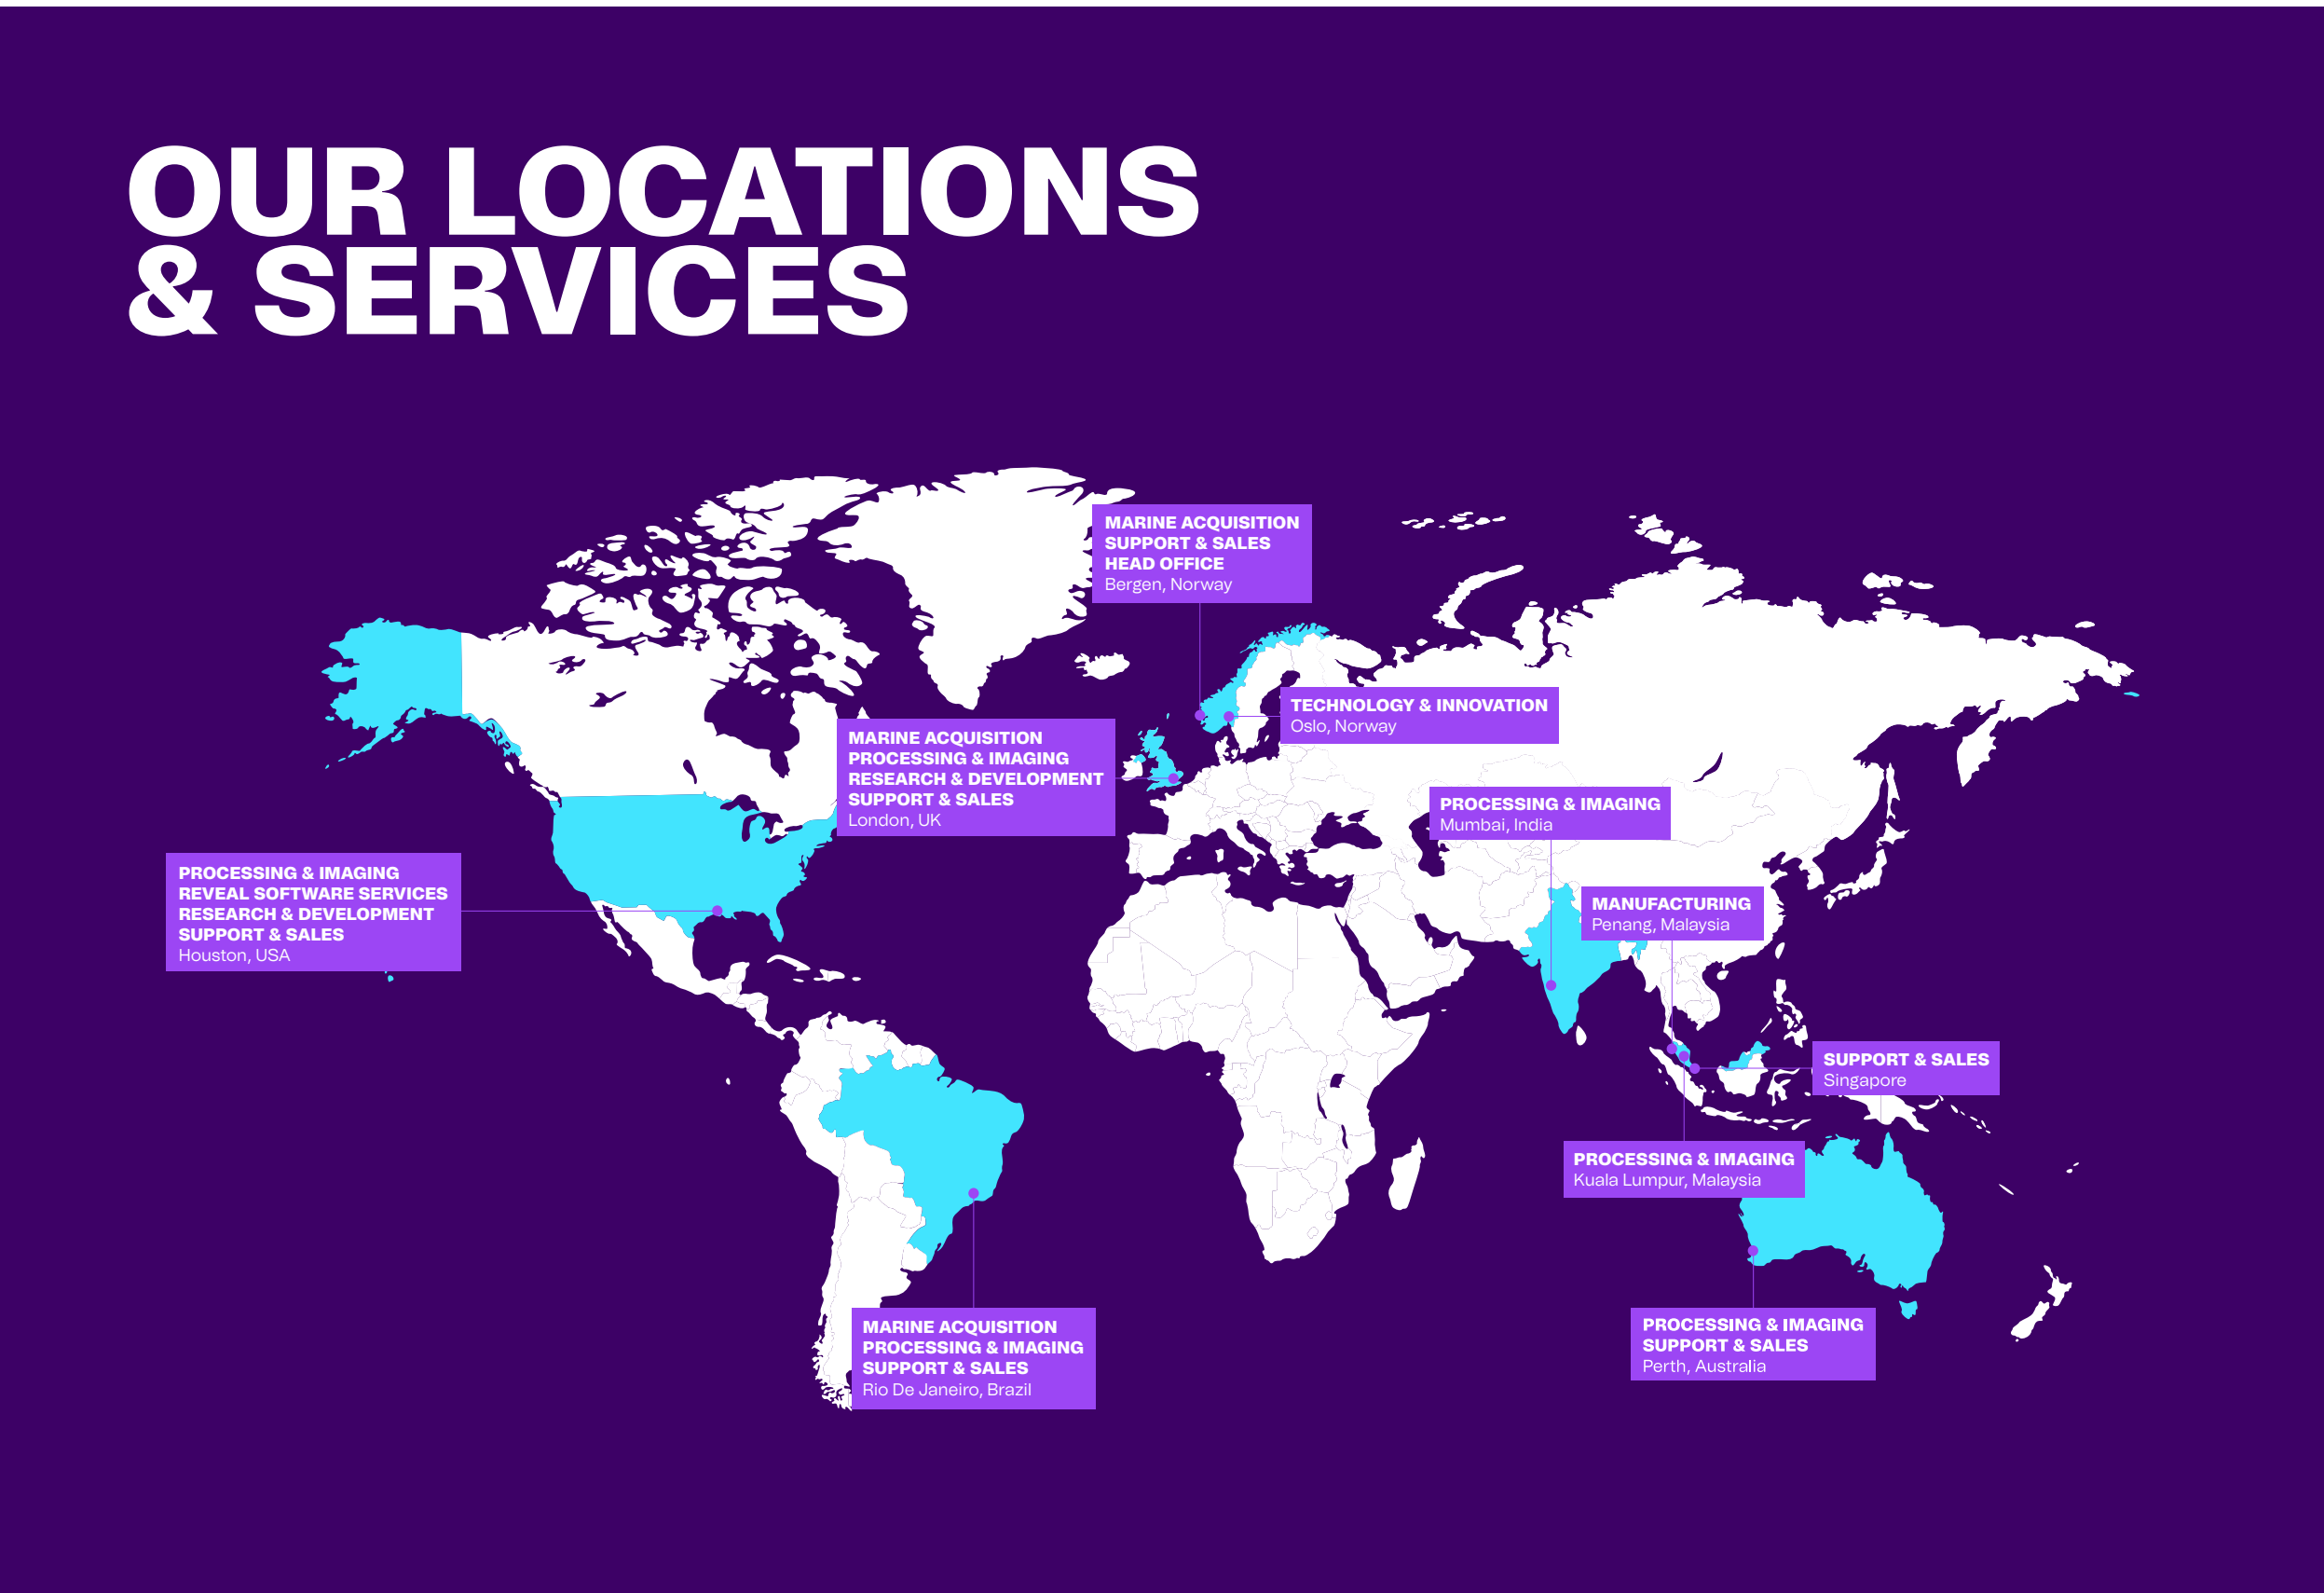 OUR LOCATIONS
& SERVICES
MARINE ACQUISITION
SUPPORT & SALES
HEAD OFFICE
Bergen, Norway
TECHNOLOGY & INNOVATION
Oslo, Norway
MARINE ACQUISITION
PROCESSING & IMAGING
RESEARCH & DEVELOPMENT
SUPPORT & SALES
London, UK
PROCESSING & IMAGING
Mumbai, India
PROCESSING & IMAGING
REVEAL SOFTWARE SERVICES
RESEARCH & DEVELOPMENT
SUPPORT & SALES
Houston, USA
MANUFACTURING
Penang, Malaysia
SUPPORT & SALES
Singapore
PROCESSING & IMAGING
Kuala Lumpur, Malaysia
MARINE ACQUISITION
PROCESSING & IMAGING
SUPPORT & SALES
Rio De Janeiro, Brazil
PROCESSING & IMAGING
SUPPORT & SALES
Perth, Australia